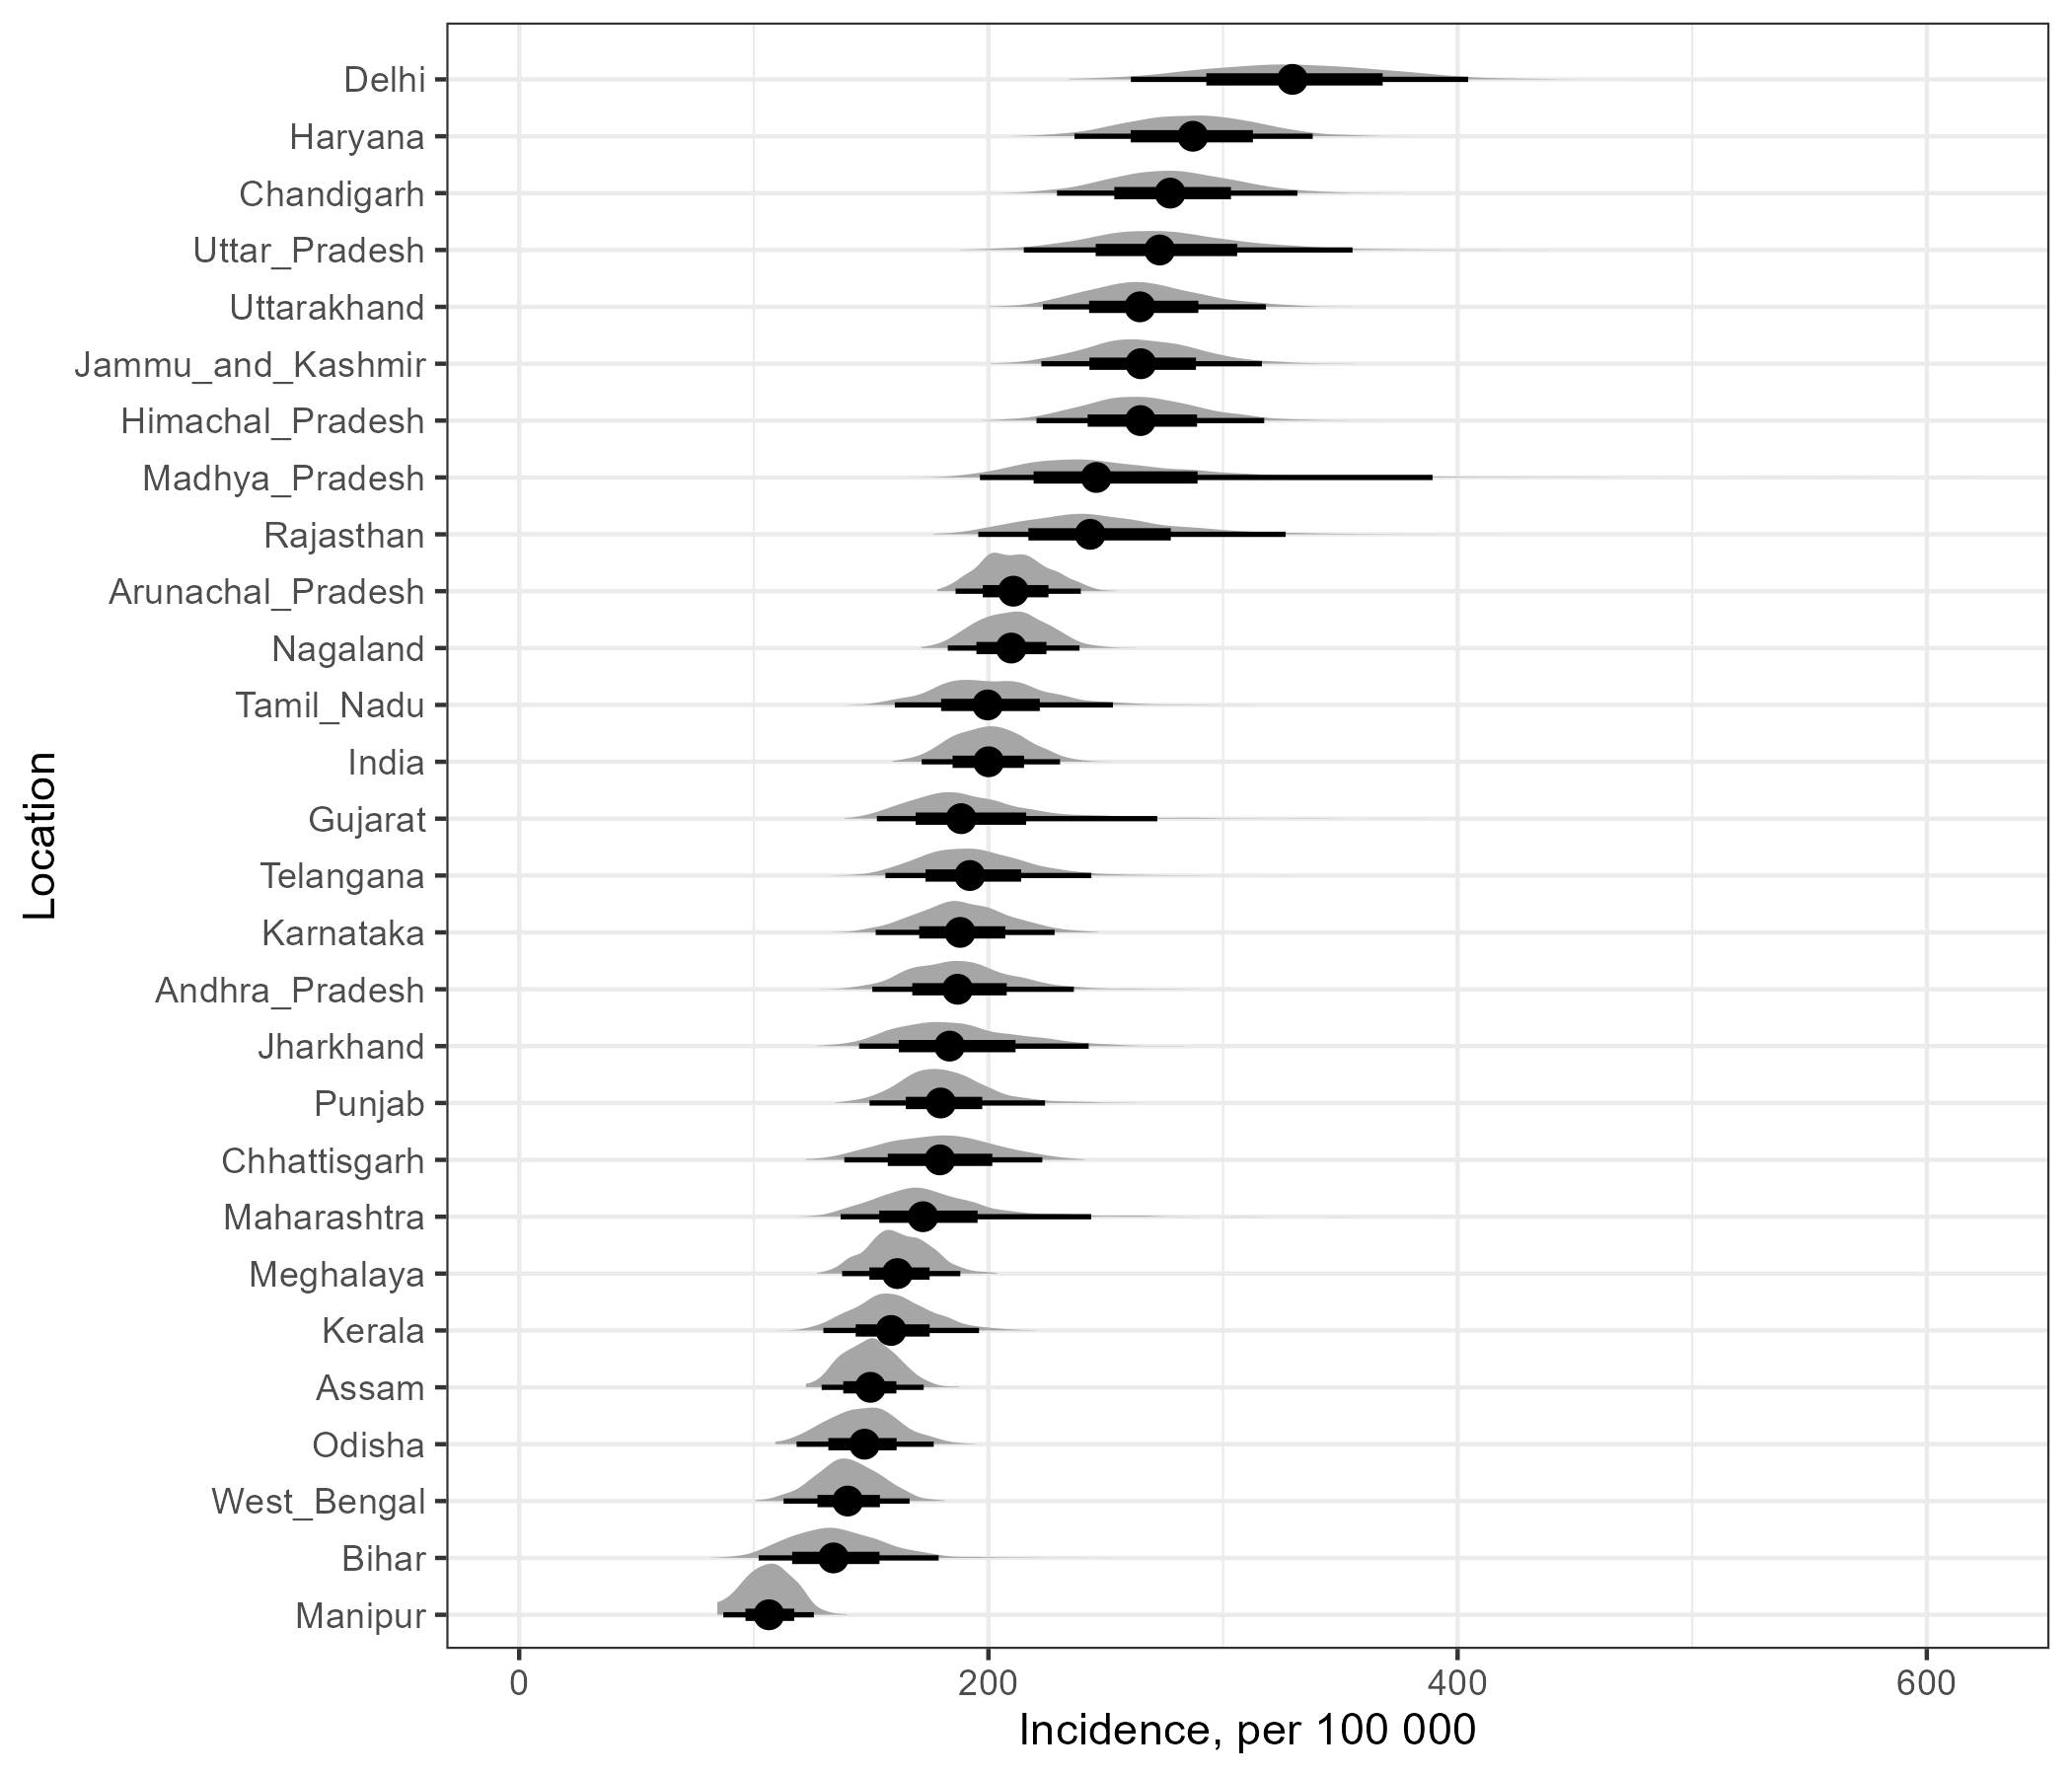 Delhi
Haryana
Chandigarh
Uttar_Pradesh
Uttarakhand
Jammu_and_Kashmir
Himachal_Pradesh
Madhya_Pradesh
Rajasthan
Arunachal_Pradesh
Nagaland
Tamil_Nadu
India
Gujarat
Telangana
Karnataka
Andhra_Pradesh
Jharkhand
Punjab
Chhattisgarh
Maharashtra
Meghalaya
Kerala
Assam
Odisha
West_Bengal
Bihar
Manipur
Location
0 200 400 600
Incidence, per 100 000